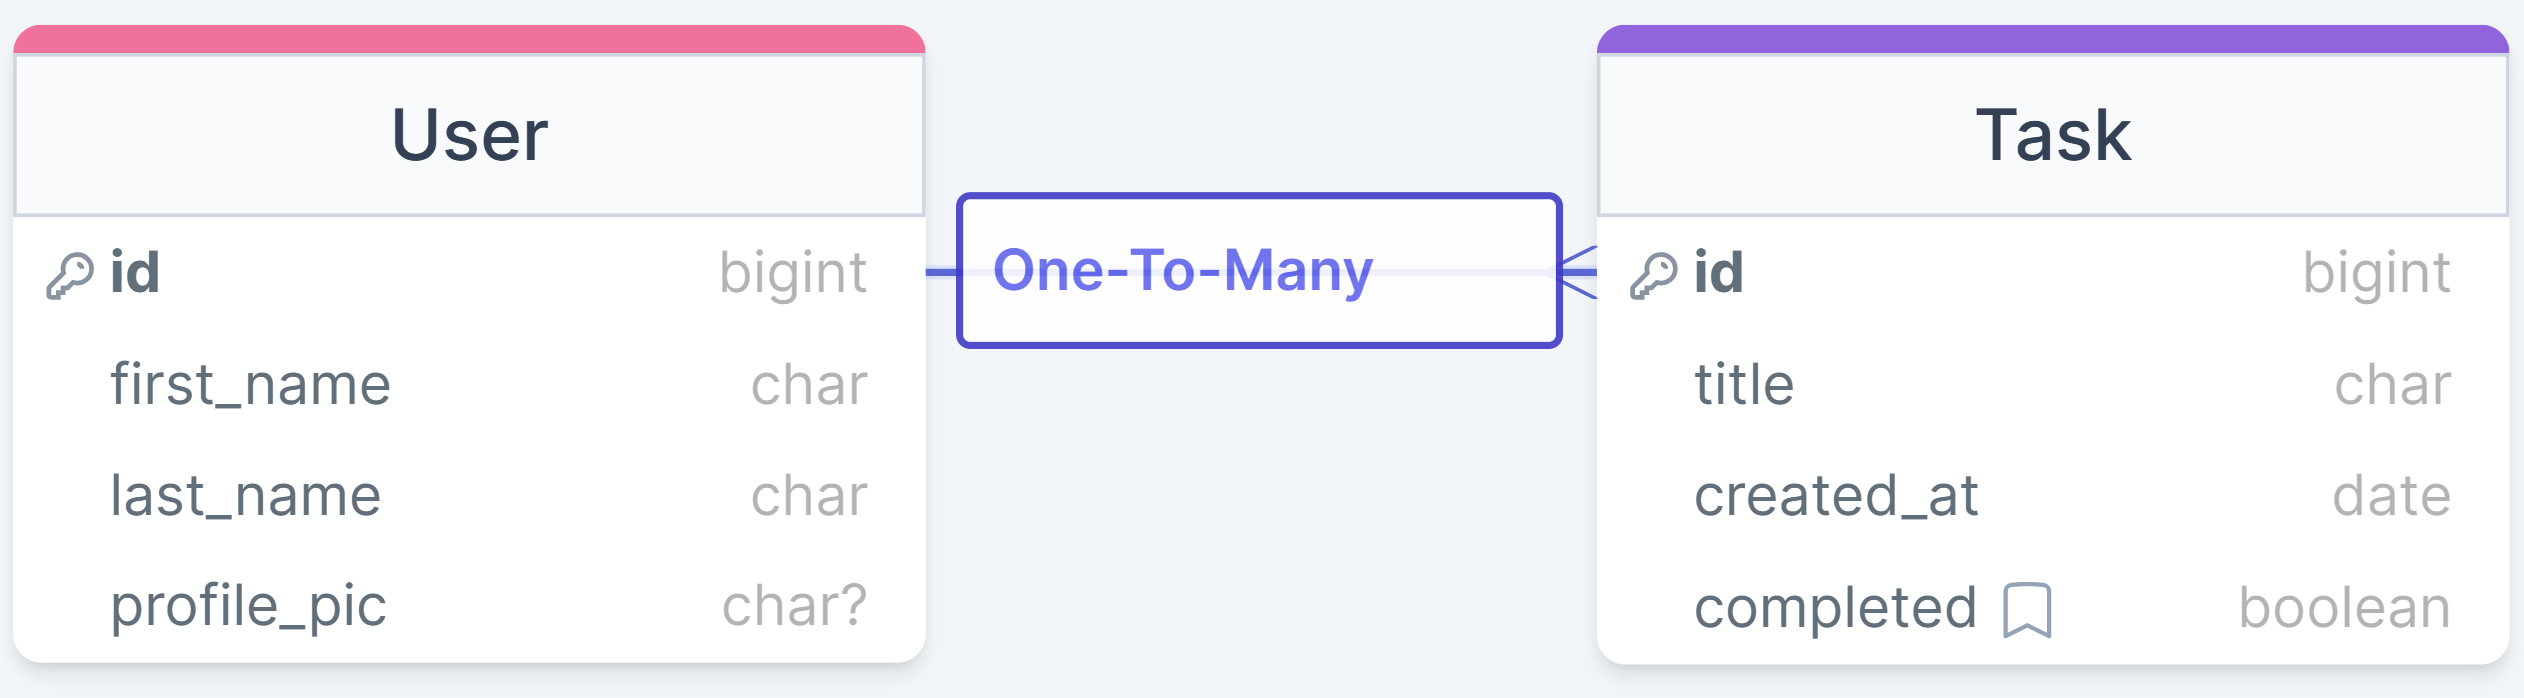 User
id bigint
first_name char
last_name char
profile_pic char?
One-To-Many
Task
id bigint
title char
created_at date
completed boolean